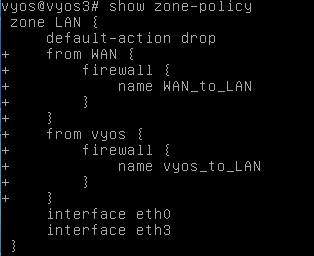 vyos@vyos3# show zone-policy
 zone LAN {
     default-action drop
+    from WAN {
+        firewall {
+            name WAN_to_LAN
+        }
+    }
+    from vyos {
+        firewall {
+            name vyos_to_LAN
+        }
+    }
     interface eth0
     interface eth3
 }